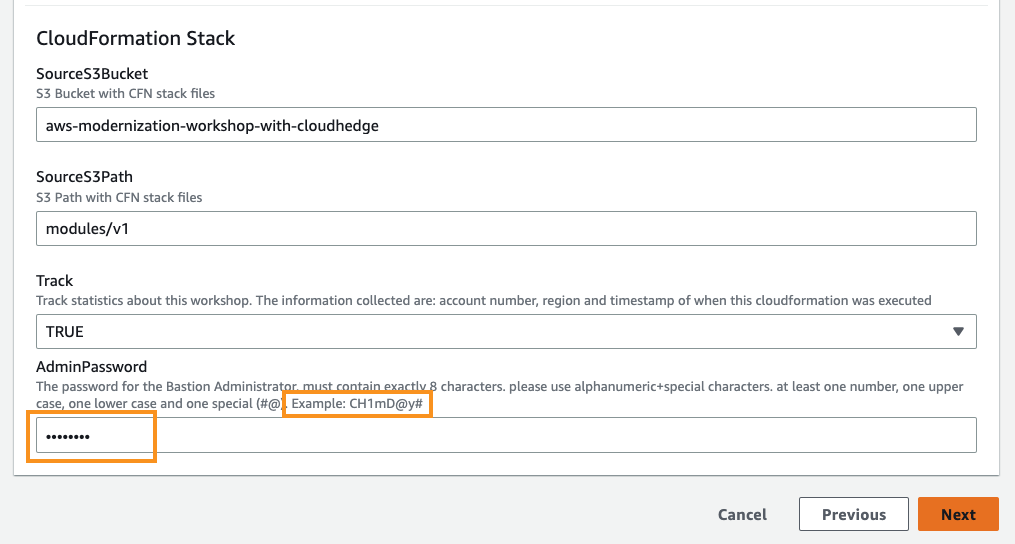 CloudFormation Stack
SourceS3Bucket
S3 Bucket with CFN stack files
aws-modernization-workshop-with-cloudhedge
SourceS3Path
S3 Path with CFN stack files
modules/v1
Track
Track statistics about this workshop. The information collected are: account number, region and timestamp of when this cloudformation was executed
TRUE
AdminPassword
The password for the Bastion Administrator, must contain exactly 8 characters. please use alphanumeric+special characters. at least one number, one upper
case, one lower case and one special (#@). Example: CH1mD@y#
••••••••
Cancel
Previous
Next